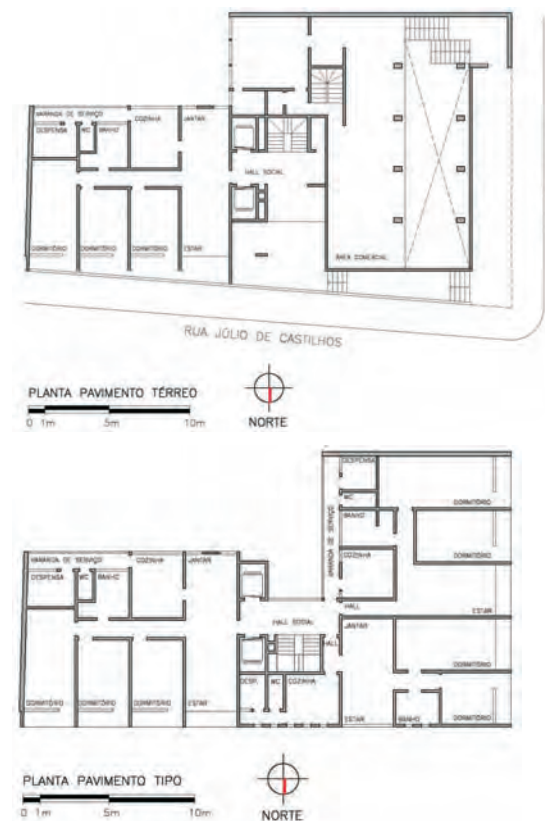 VARANDA DE SERVIÇO COZINHA JANTAR
DESPENSA WC BANHO
HALL SOCIAL
DORMITÓRIO DORMITÓRIO DORMITÓRIO ESTAR ÁREA COMERCIAL
RUA JÚLIO DE CASTILHOS
PLANTA PAVIMENTO TÉRREO
0 1m 5m 10m
NORTE
DESPENSA
WC
DORMITÓRIO
BANHO
VARANDA DE SERVIÇO
COZINHA
DORMITÓRIO
VARANDA DE SERVIÇO COZINHA JANTAR
DESPENSA WC BANHO
HALL
ESTAR
HALL SOCIAL
JANTAR
HALL
DORMITÓRIO
DESP. WC COZINHA
DORMITÓRIO DORMITÓRIO DORMITÓRIO ESTAR
ESTAR BANHO DORMITÓRIO
PLANTA PAVIMENTO TIPO
0 1m 5m 10m
NORTE